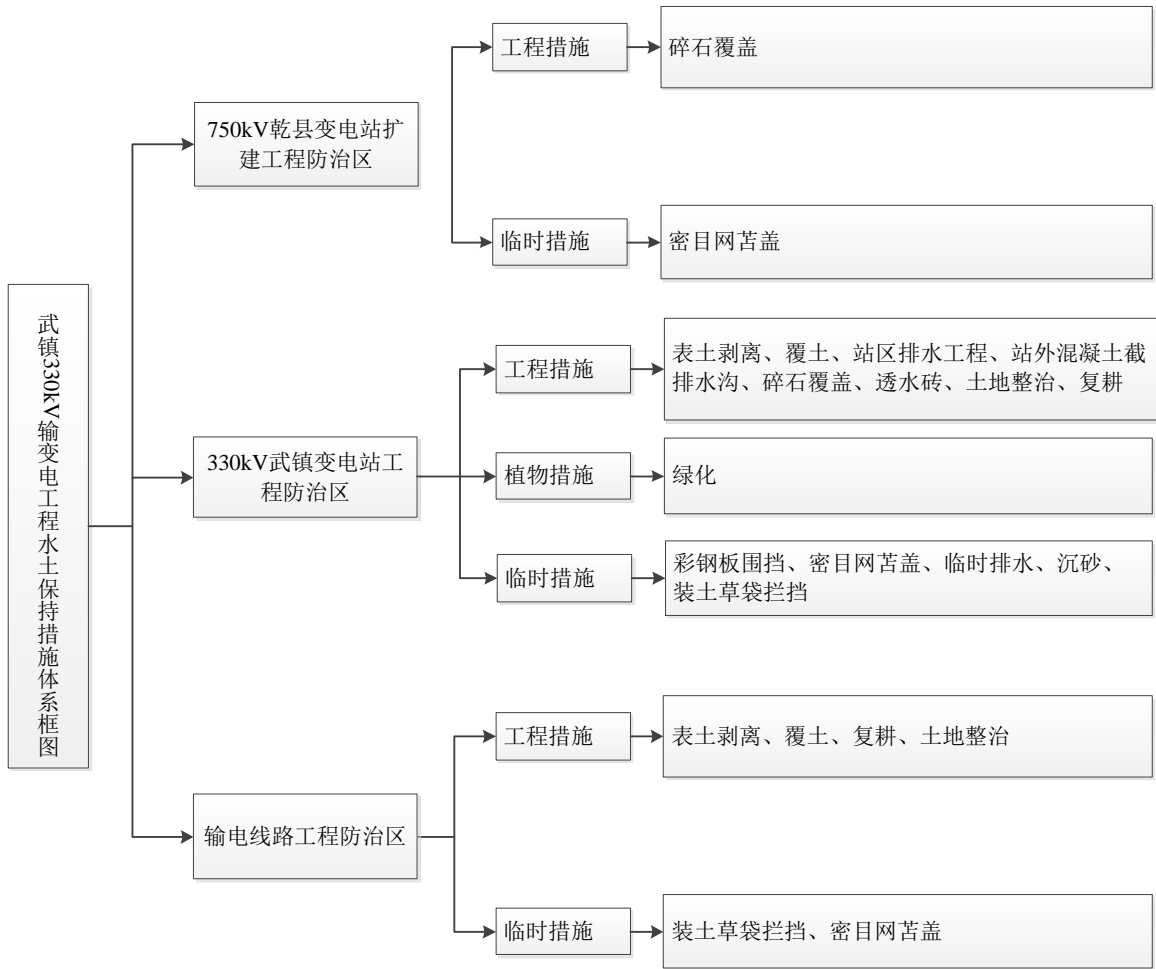 武镇330kV输变电工程水土保持措施体系框图
750kV乾县变电站扩
建工程防治区
工程措施
碎石覆盖
临时措施
密目网苫盖
330kV武镇变电站工
程防治区
工程措施
表土剥离、覆土、站区排水工程、站外混凝土截
排水沟、碎石覆盖、透水砖、土地整治、复耕
植物措施
绿化
临时措施
彩钢板围挡、密目网苫盖、临时排水、沉砂、
装土草袋拦挡
输电线路工程防治区
工程措施
表土剥离、覆土、复耕、土地整治
临时措施
装土草袋拦挡、密目网苫盖